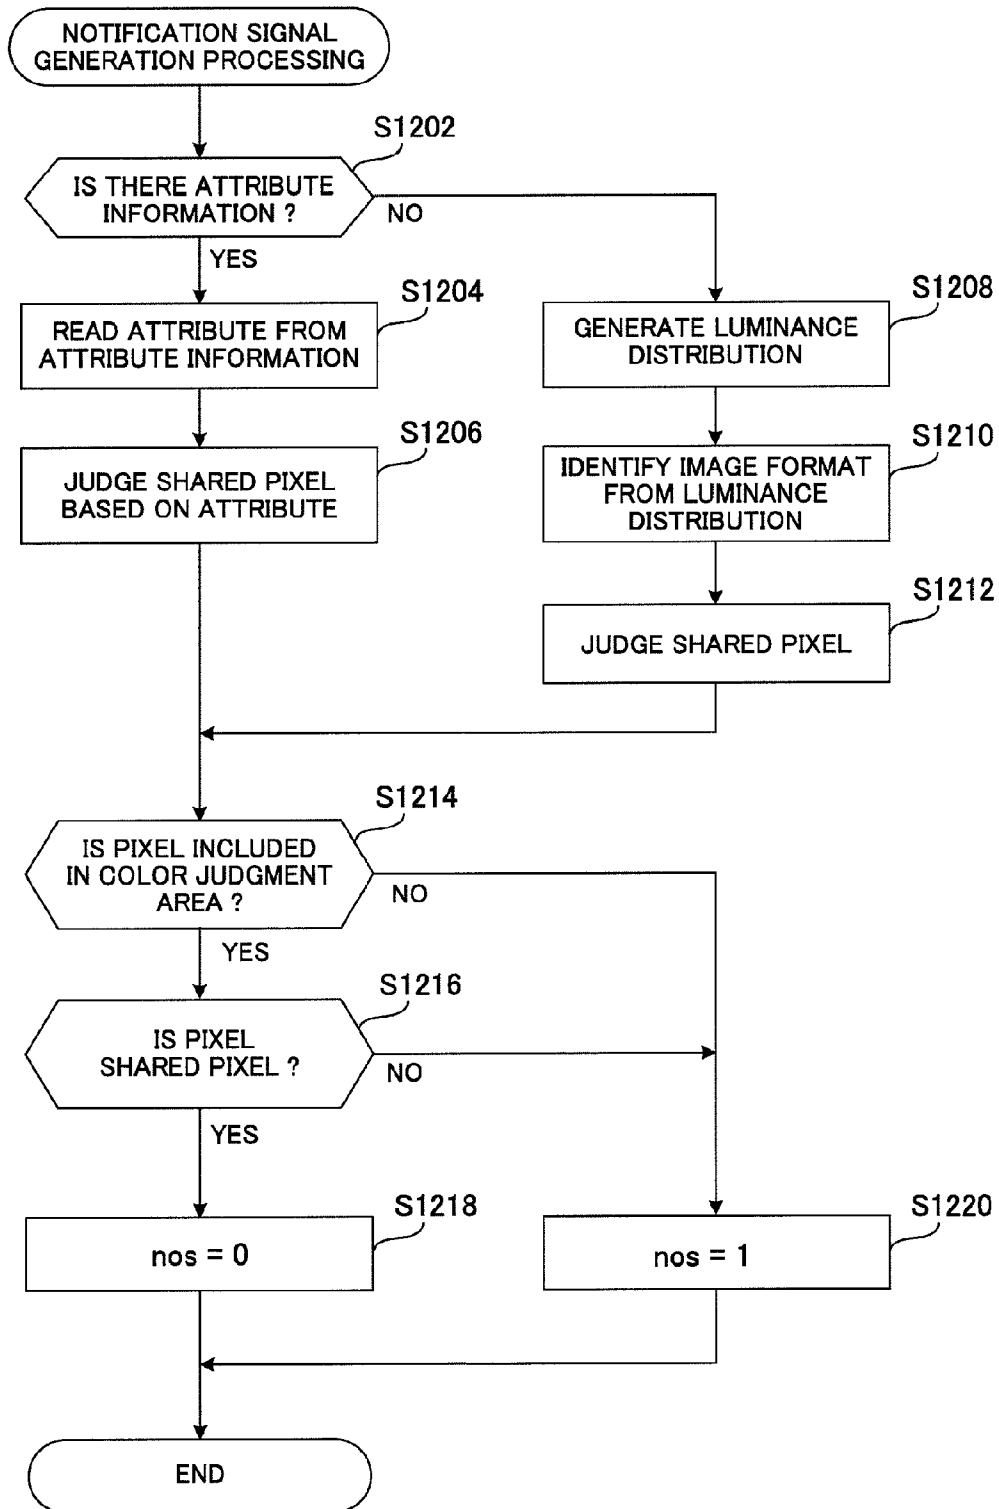 NOTIFICATION SIGNAL
GENERATION PROCESSING
S1202
IS THERE ATTRIBUTE
INFORMATION ?
NO
YES
S1204
READ ATTRIBUTE FROM
ATTRIBUTE INFORMATION
S1208
GENERATE LUMINANCE
DISTRIBUTION
S1206
JUDGE SHARED PIXEL
BASED ON ATTRIBUTE
S1210
IDENTIFY IMAGE FORMAT
FROM LUMINANCE
DISTRIBUTION
S1212
JUDGE SHARED PIXEL
S1214
IS PIXEL INCLUDED
IN COLOR JUDGMENT
AREA ?
NO
YES
S1216
IS PIXEL
SHARED PIXEL ?
NO
YES
S1218
nos = 0
S1220
nos = 1
END